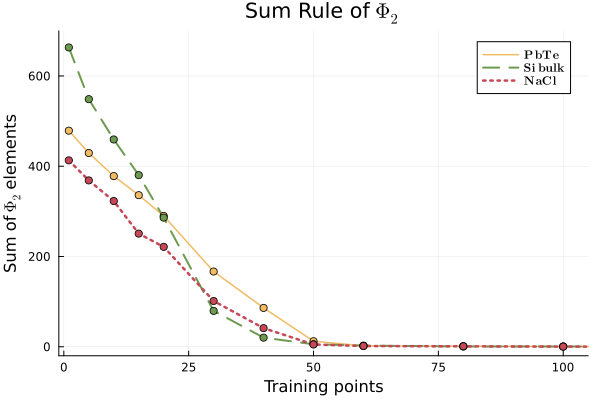 Sum Rule of Φ₂
PbTe
Si bulk
NaCl
Sum of Φ₂ elements
600
400
200
0
0
25
50
75
100
Training points